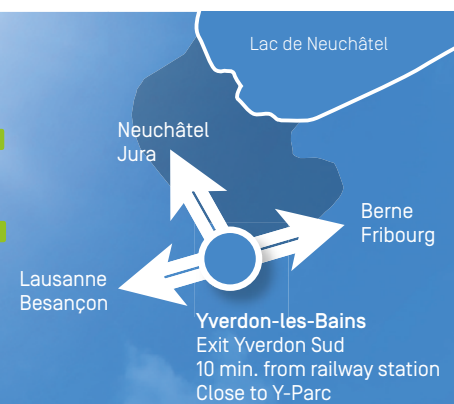 Lac de Neuchâtel
Neuchâtel
Jura
Berne
Fribourg
Lausanne
Besançon
Yverdon-les-Bains
Exit Yverdon Sud
10 min. from railway station
Close to Y-Parc